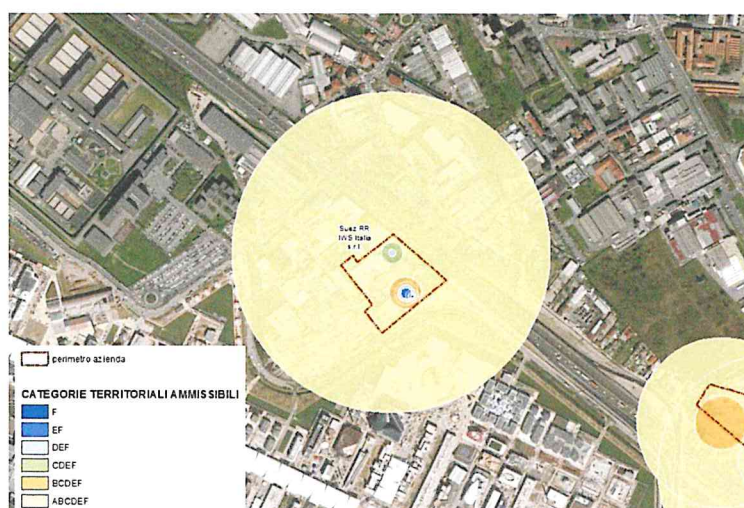 Suez RR
IWS Italia
s.r.l.
perimetro azienda
CATEGORIE TERRITORIALI AMMISSIBILI
F
EF
DEF
CDEF
BCDEF
ABCDEF